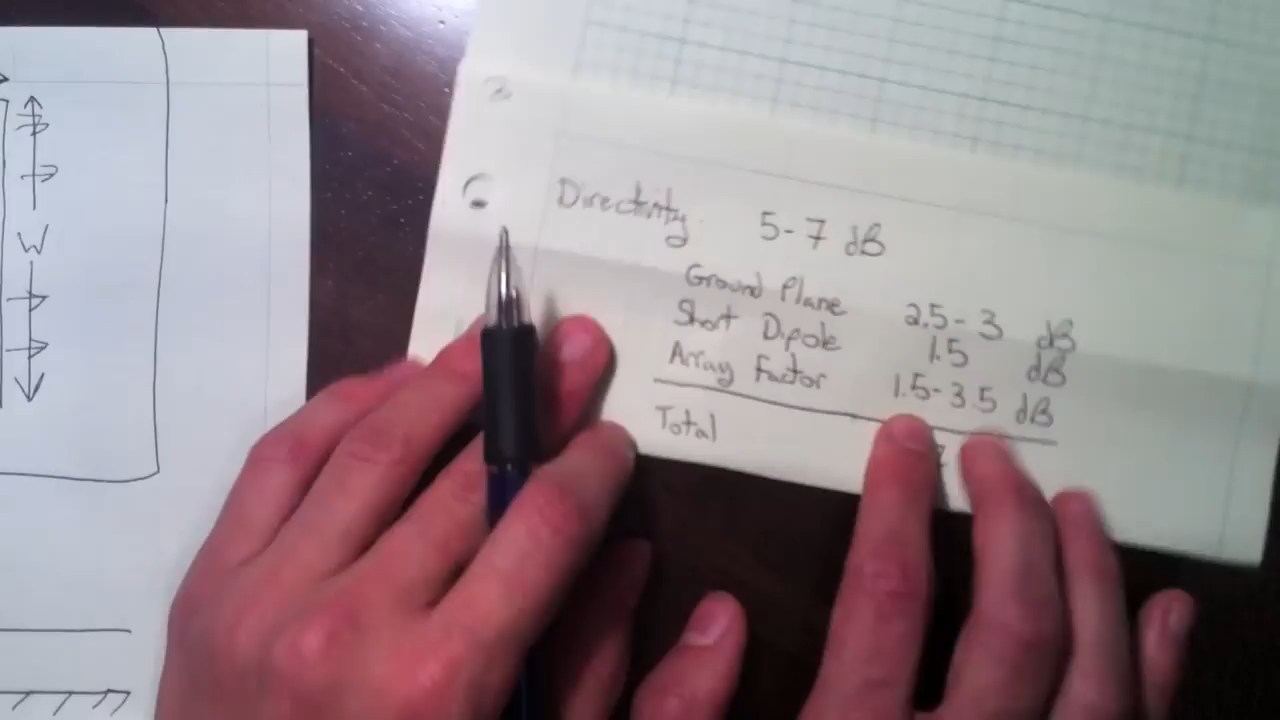 W
Directivity 5-7 dB
Ground Plane 2.5-3 dB
Short Dipole 1.5 dB
Array Factor 1.5-3.5 dB
Total